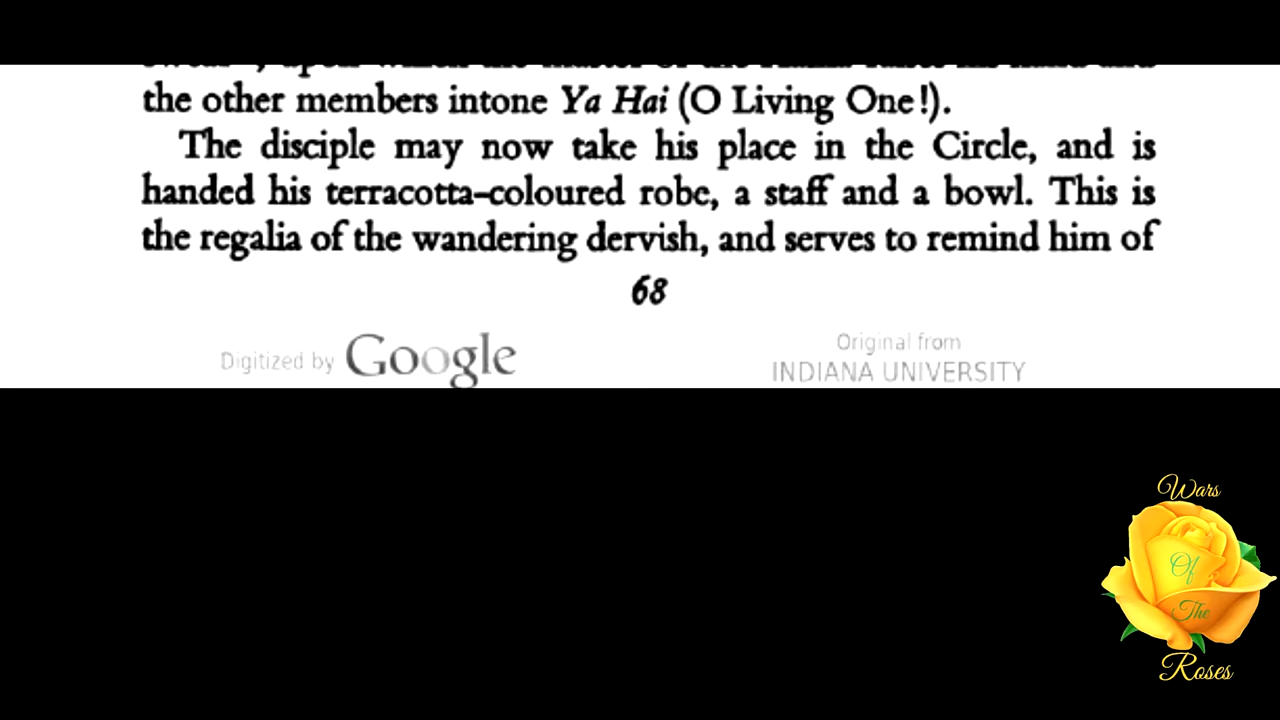 the other members intone Ya Hai (O Living One!).
The disciple may now take his place in the Circle, and is
handed his terracotta-coloured robe, a staff and a bowl. This is
the regalia of the wandering dervish, and serves to remind him of
68
Digitized by Google
Original from
INDIANA UNIVERSITY
Wars
Of
The
Roses